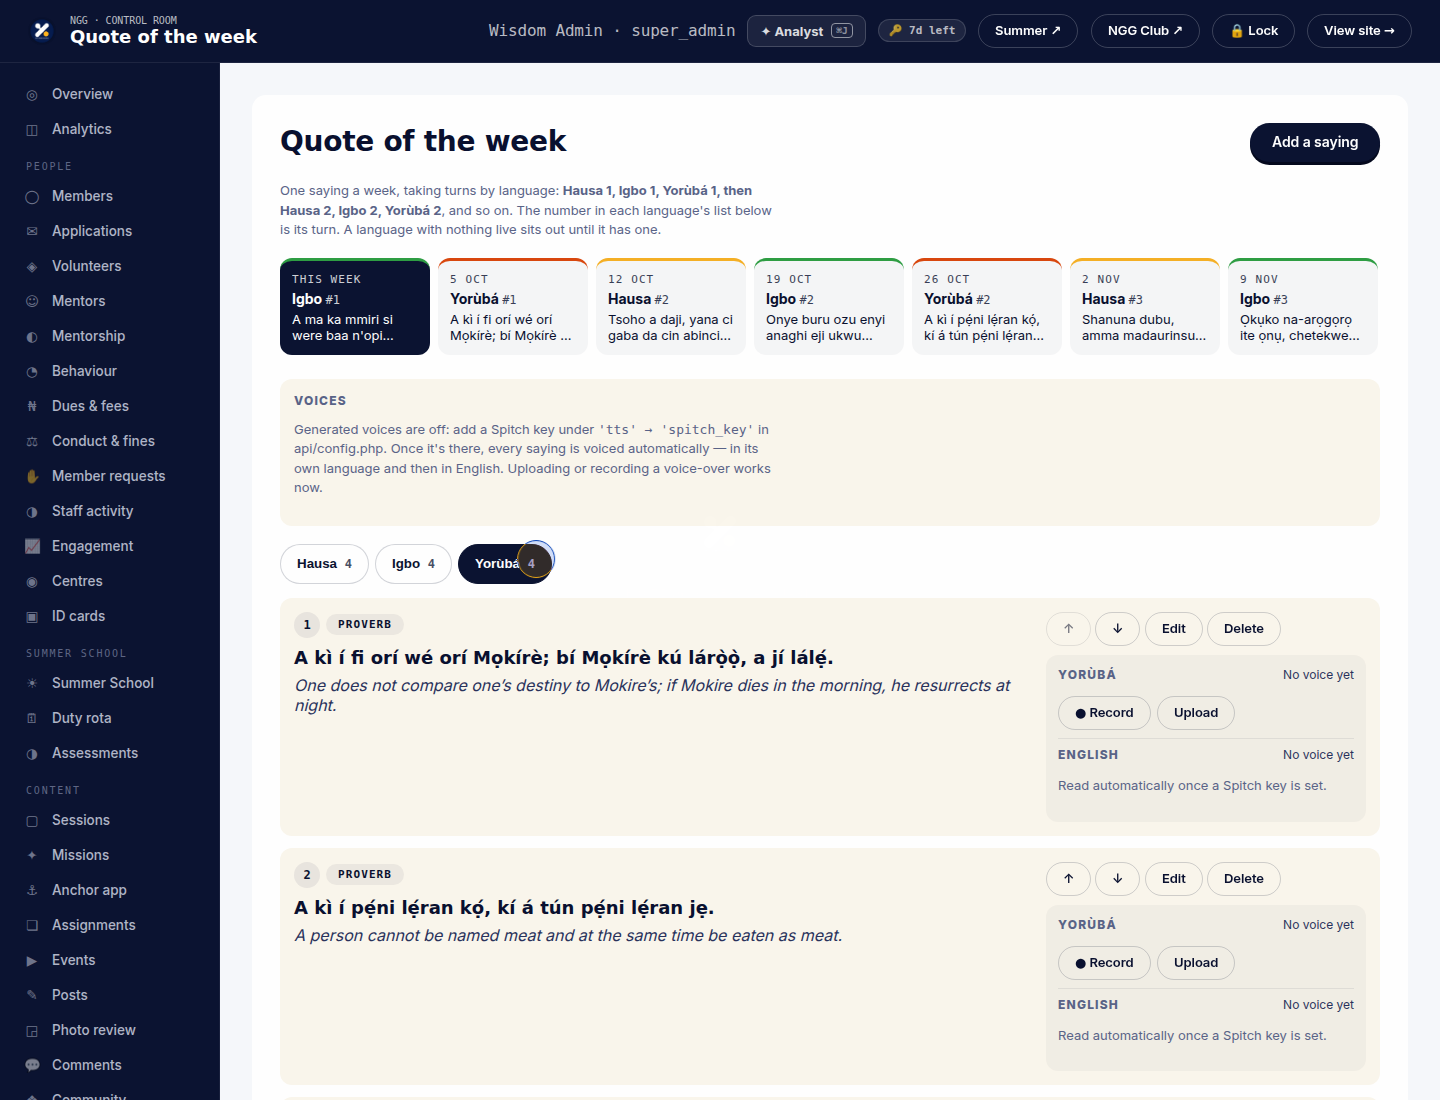 NGG · CONTROL ROOM
Quote of the week
Wisdom Admin · super_admin
✦ Analyst ⌘J
🔑 7d left
Summer ↗
NGG Club ↗
🔒 Lock
View site →
Overview
Analytics
PEOPLE
Members
Applications
Volunteers
Mentors
Mentorship
Behaviour
Dues & fees
Conduct & fines
Member requests
Staff activity
Engagement
Centres
ID cards
SUMMER SCHOOL
Summer School
Duty rota
Assessments
CONTENT
Sessions
Missions
Anchor app
Assignments
Events
Posts
Photo review
Comments
Community
Quote of the week
Add a saying
One saying a week, taking turns by language: Hausa 1, Igbo 1, Yorùbá 1, then
Hausa 2, Igbo 2, Yorùbá 2, and so on. The number in each language's list below
is its turn. A language with nothing live sits out until it has one.
THIS WEEK
Igbo #1
A ma ka mmiri si
were baa n'opi...
5 OCT
Yorùbá #1
A kì í fi orí wé orí
Mọkírè; bí Mọkírè ...
12 OCT
Hausa #2
Tsoho a daji, yana ci
gaba da cin abinci...
19 OCT
Igbo #2
Onye buru ozu enyi
anaghi eji ukwu...
26 OCT
Yorùbá #2
A kì í pẹ́ni lẹ́ran kọ́,
kí á tún pẹ́ni lẹ́ran...
2 NOV
Hausa #3
Shanuna dubu,
amma madaurinsu...
9 NOV
Igbo #3
Ọkụko na-arọgọrọ
ite ọnụ, chetekwe...
VOICES
Generated voices are off: add a Spitch key under 'tts' → 'spitch_key' in
api/config.php. Once it's there, every saying is voiced automatically — in its
own language and then in English. Uploading or recording a voice-over works
now.
Hausa 4
Igbo 4
Yorùbá 4
1 PROVERB
A kì í fi orí wé orí Mọkírè; bí Mọkírè kú lárọ̀ọ̀, a jí lálẹ́.
One does not compare one's destiny to Mokire's; if Mokire dies in the morning, he resurrects at
night.
↑ ↓ Edit Delete
YORÙBÁ No voice yet
● Record Upload
ENGLISH No voice yet
Read automatically once a Spitch key is set.
2 PROVERB
A kì í pẹ́ni lẹ́ran kọ́, kí á tún pẹ́ni lẹ́ran jẹ.
A person cannot be named meat and at the same time be eaten as meat.
↑ ↓ Edit Delete
YORÙBÁ No voice yet
● Record Upload
ENGLISH No voice yet
Read automatically once a Spitch key is set.